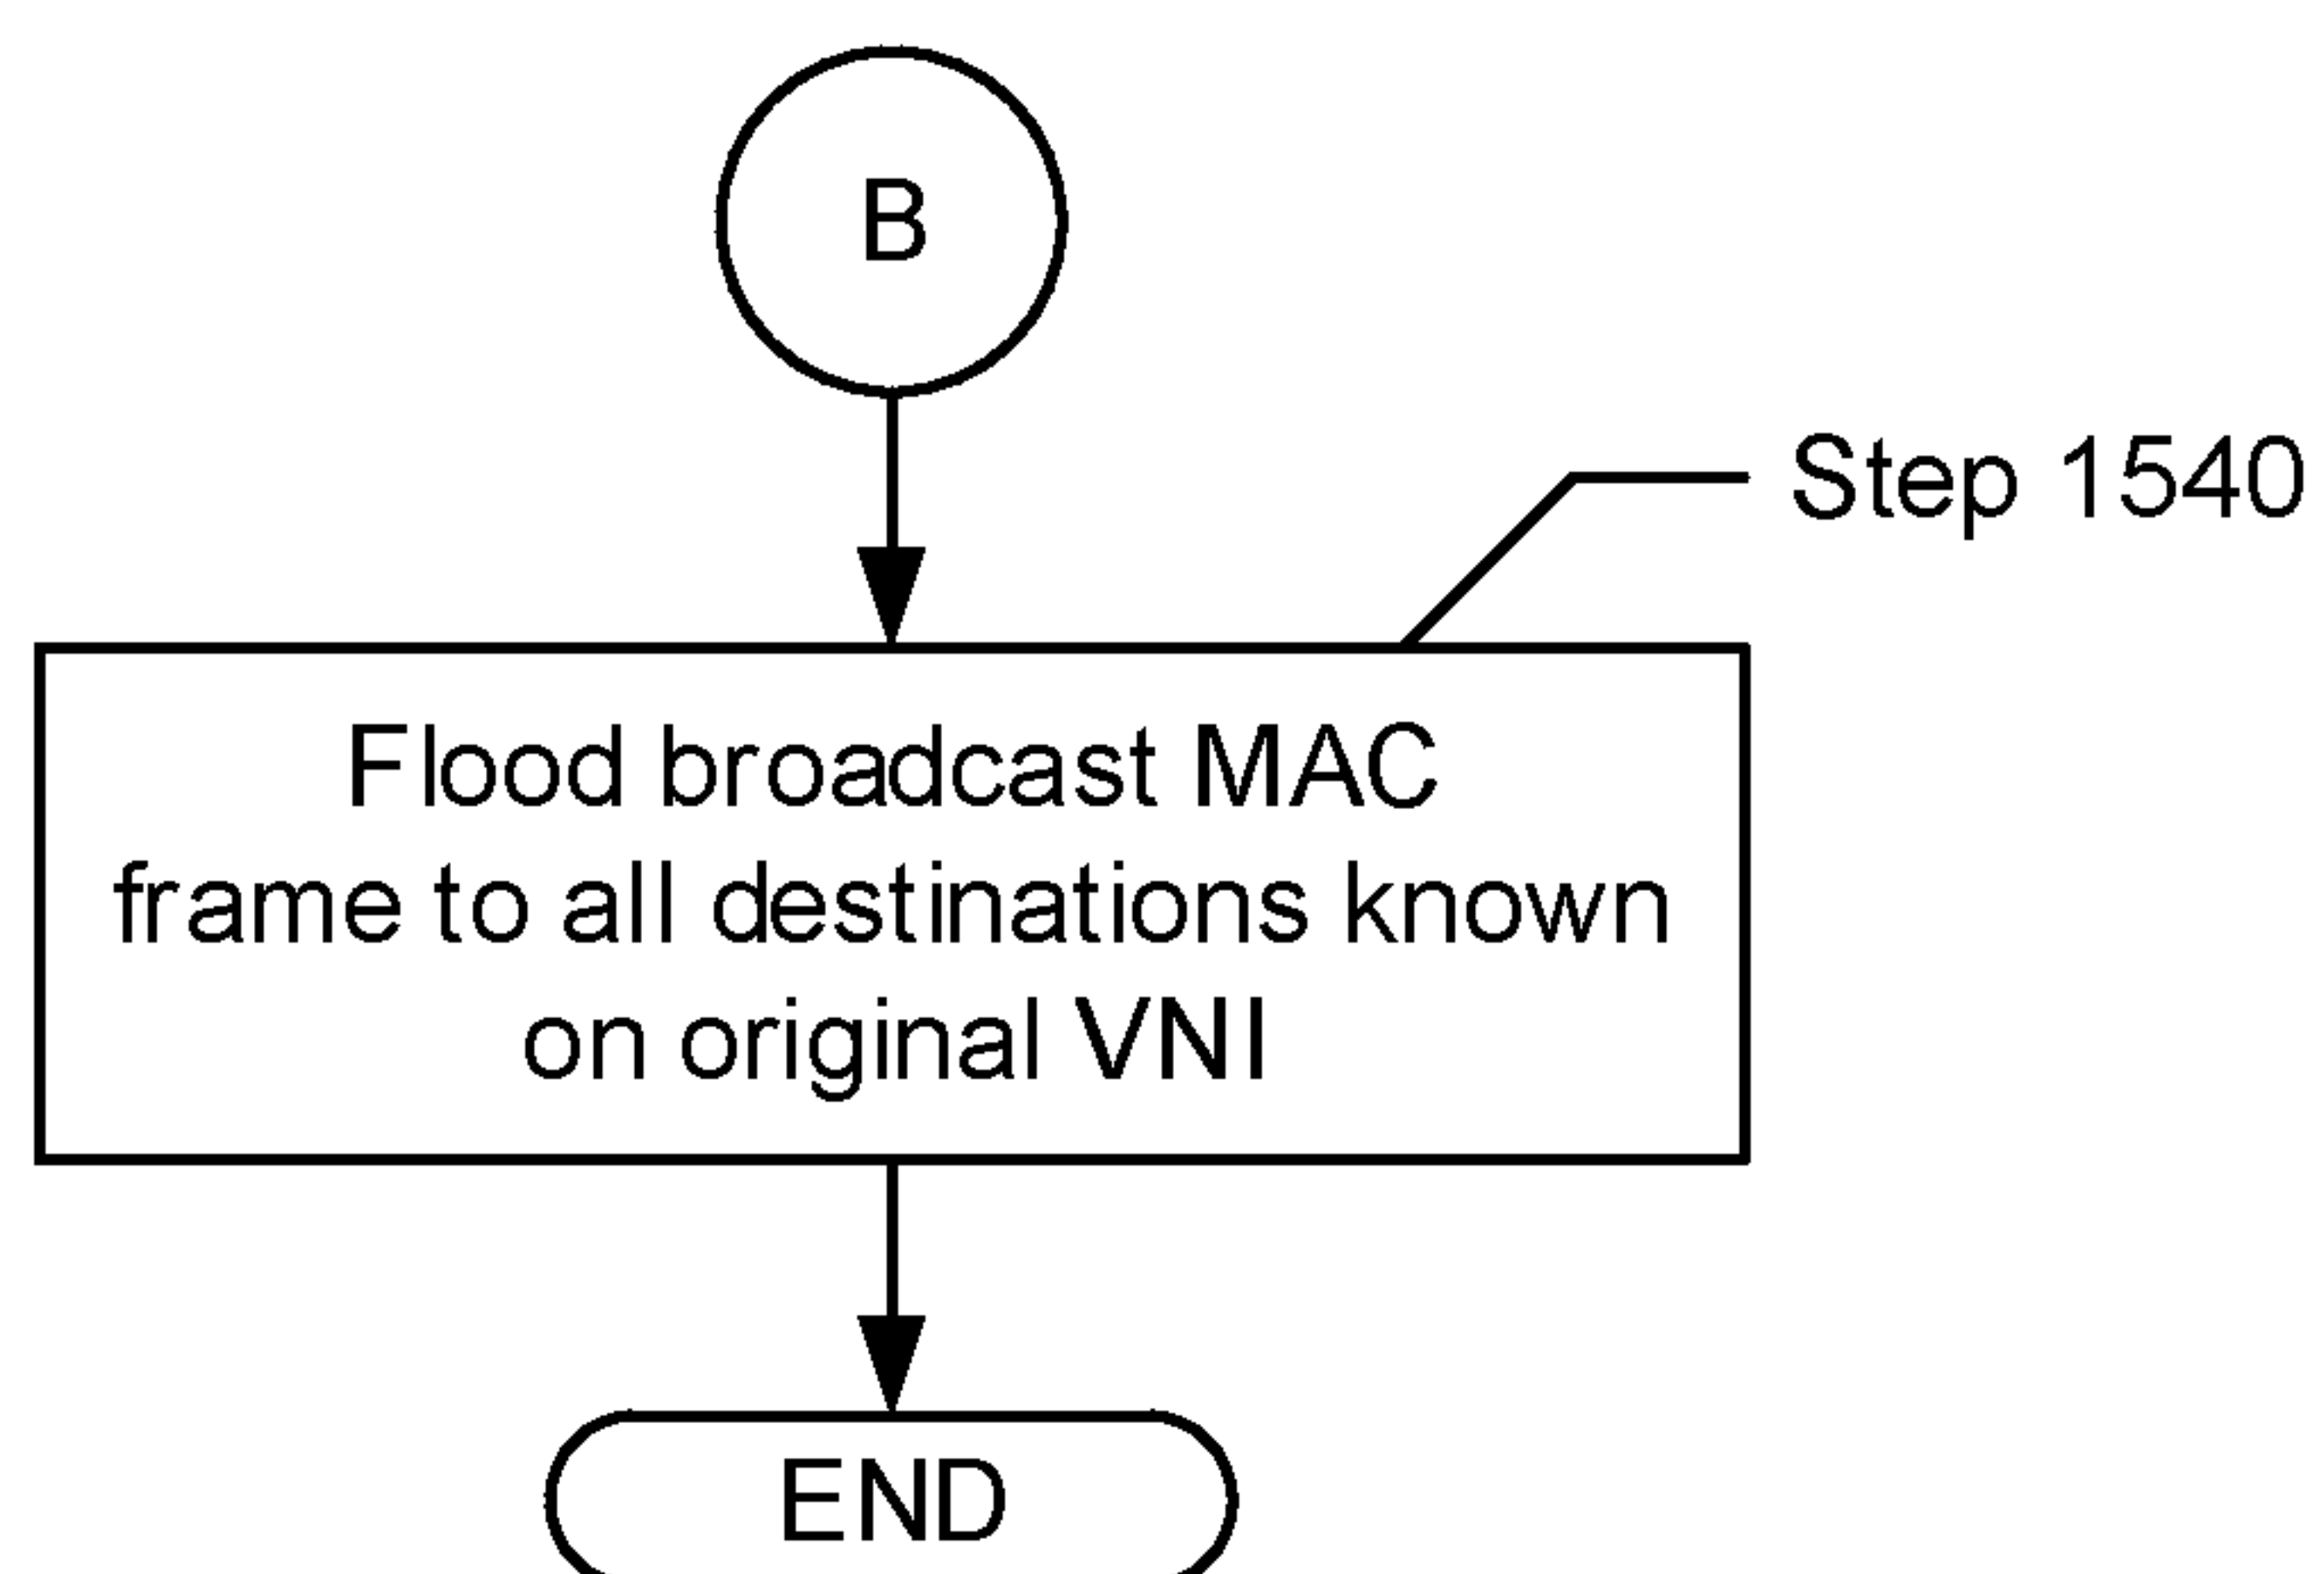 B
Step 1540
Flood broadcast MAC
frame to all destinations known
on original VNI
END